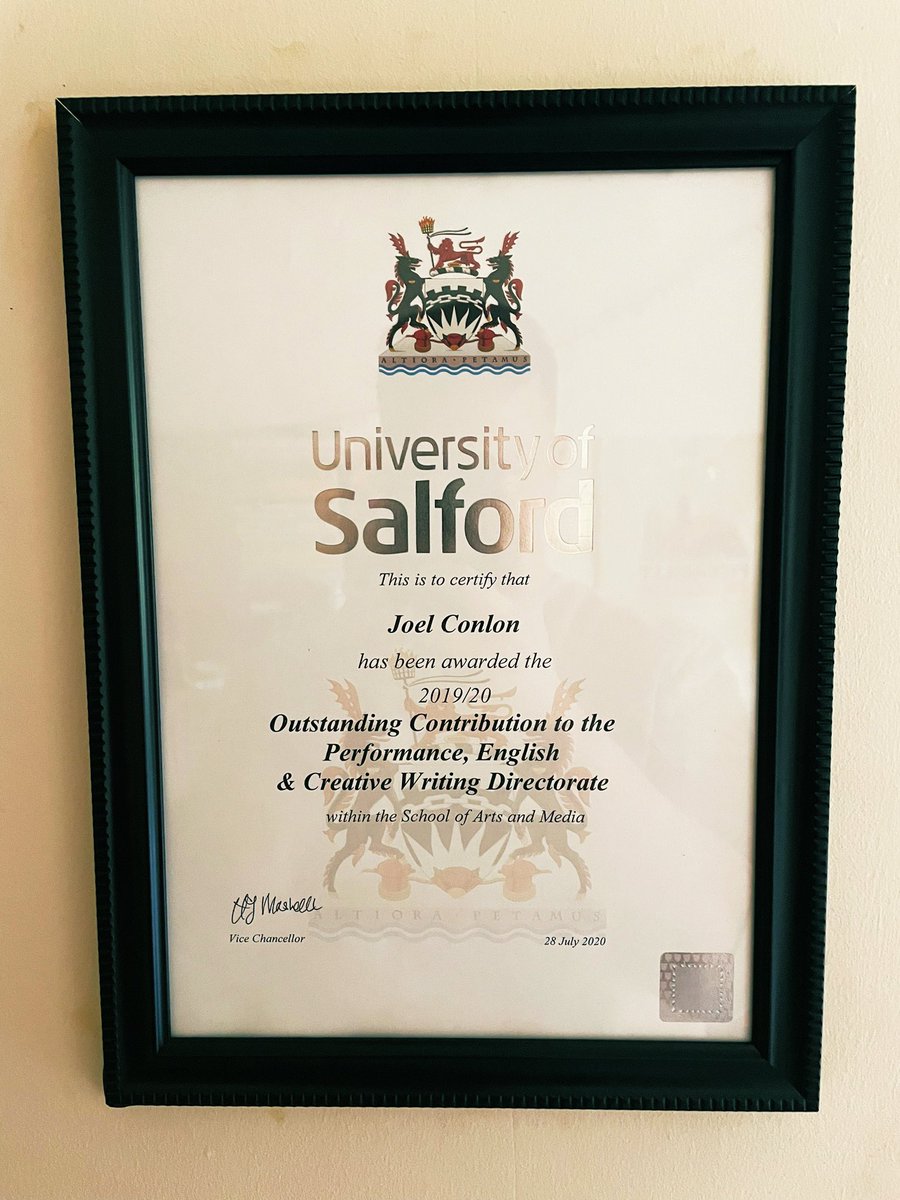 ALTIORA · PETAMUS
University of
Salford
This is to certify that
Joel Conlon
has been awarded the
2019/20
Outstanding Contribution to the
Performance, English
& Creative Writing Directorate
within the School of Arts and Media
ALTIORA · PETAMUS
Vice Chancellor
28 July 2020